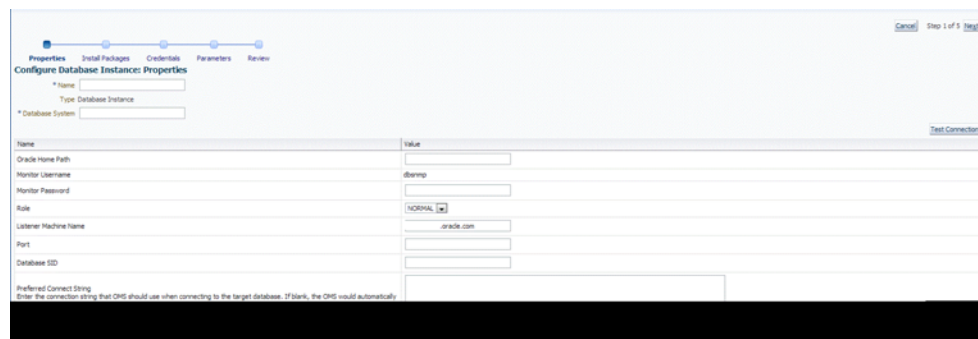 Cancel Step 1 of 5 Next
Properties Install Packages Credentials Parameters Review
Configure Database Instance: Properties
* Name
Type Database Instance
* Database System
Test Connection
Name Value
Oracle Home Path
Monitor Username dbsnmp
Monitor Password
Role NORMAL
Listener Machine Name .oracle.com
Port
Database SID
Preferred Connect String
Enter the connection string that OMS should use when connecting to the target database. If blank, the OMS would automatically